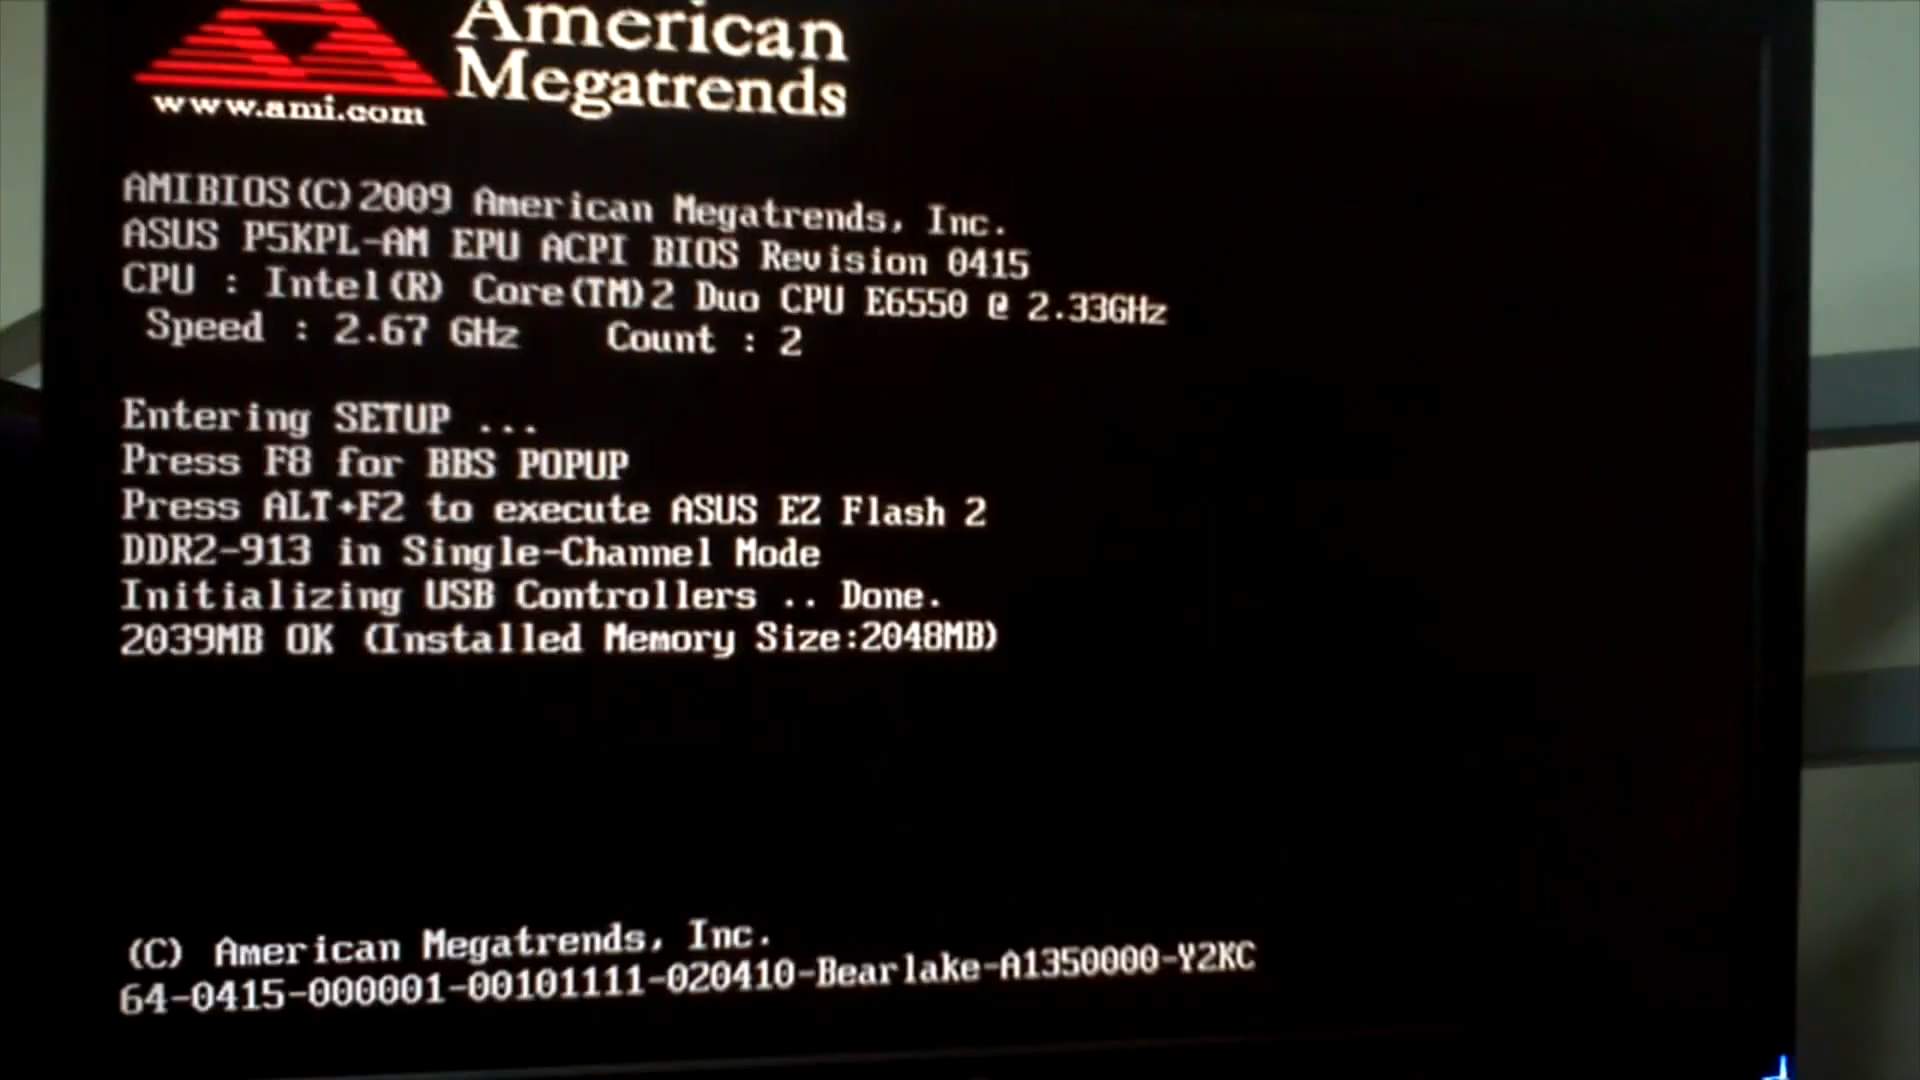 American
Megatrends
www.ami.com
AMIBIOS(C)2009 American Megatrends, Inc.
ASUS P5KPL-AM EPU ACPI BIOS Revision 0415
CPU : Intel(R) Core(TM)2 Duo CPU E6550 @ 2.33GHz
Speed : 2.67 GHz Count : 2
Entering SETUP ...
Press F8 for BBS POPUP
Press ALT+F2 to execute ASUS EZ Flash 2
DDR2-913 in Single-Channel Mode
Initializing USB Controllers .. Done.
2039MB OK (Installed Memory Size:2048MB)
(C) American Megatrends, Inc.
64-0415-000001-00101111-020410-Bearlake-A1350000-Y2KC